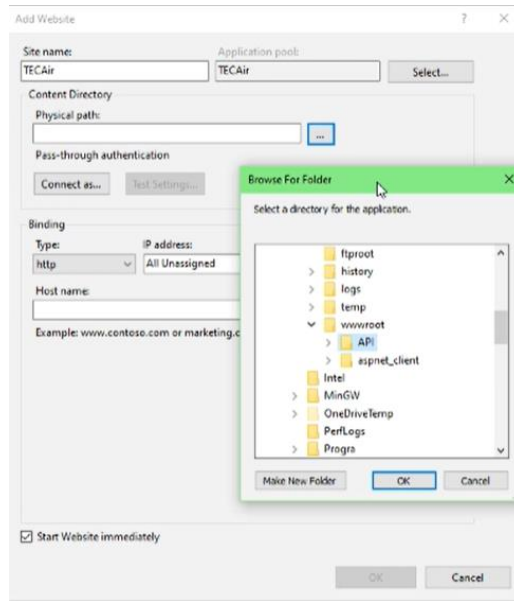 Add Website
?
×
Site name:
Application pool:
TECAir
TECAir
Select...
Content Directory
Physical path:
...
Pass-through authentication
Connect as...
Test Settings...
Binding
Type:
IP address:
http
All Unassigned
Host name:
Example: www.contoso.com or marketing.c
Start Website immediately
OK
Cancel
Browse For Folder
×
Select a directory for the application.
ftproot
history
logs
temp
wwwroot
API
aspnet_client
Intel
MinGW
OneDriveTemp
PerfLogs
Progra
Make New Folder
OK
Cancel